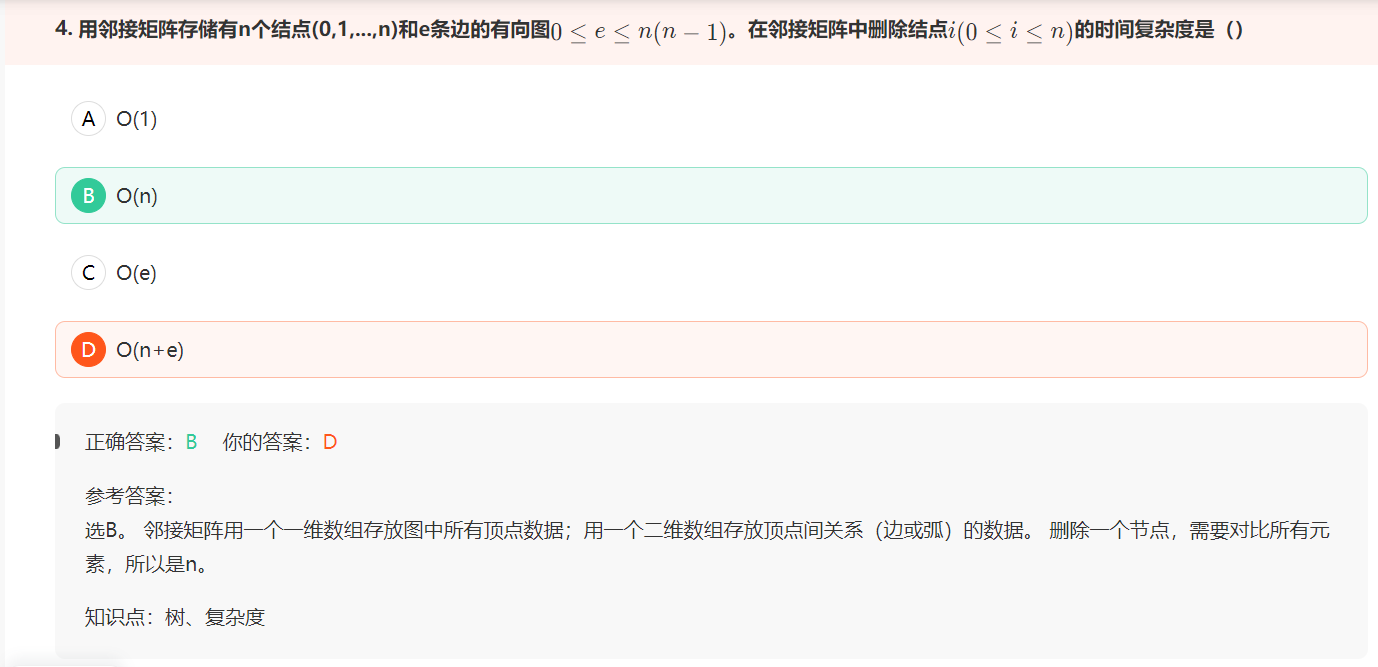 4. 用邻接矩阵存储有n个结点(0,1,...,n)和e条边的有向图0 ≤ e ≤ n(n − 1)。在邻接矩阵中删除结点i(0 ≤ i ≤ n)的时间复杂度是（）
A O(1)
B O(n)
C O(e)
D O(n+e)
正确答案：B 你的答案：D
参考答案：
选B。 邻接矩阵用一个一维数组存放图中所有顶点数据；用一个二维数组存放顶点间关系（边或弧）的数据。 删除一个节点，需要对比所有元
素，所以是n。
知识点：树、复杂度